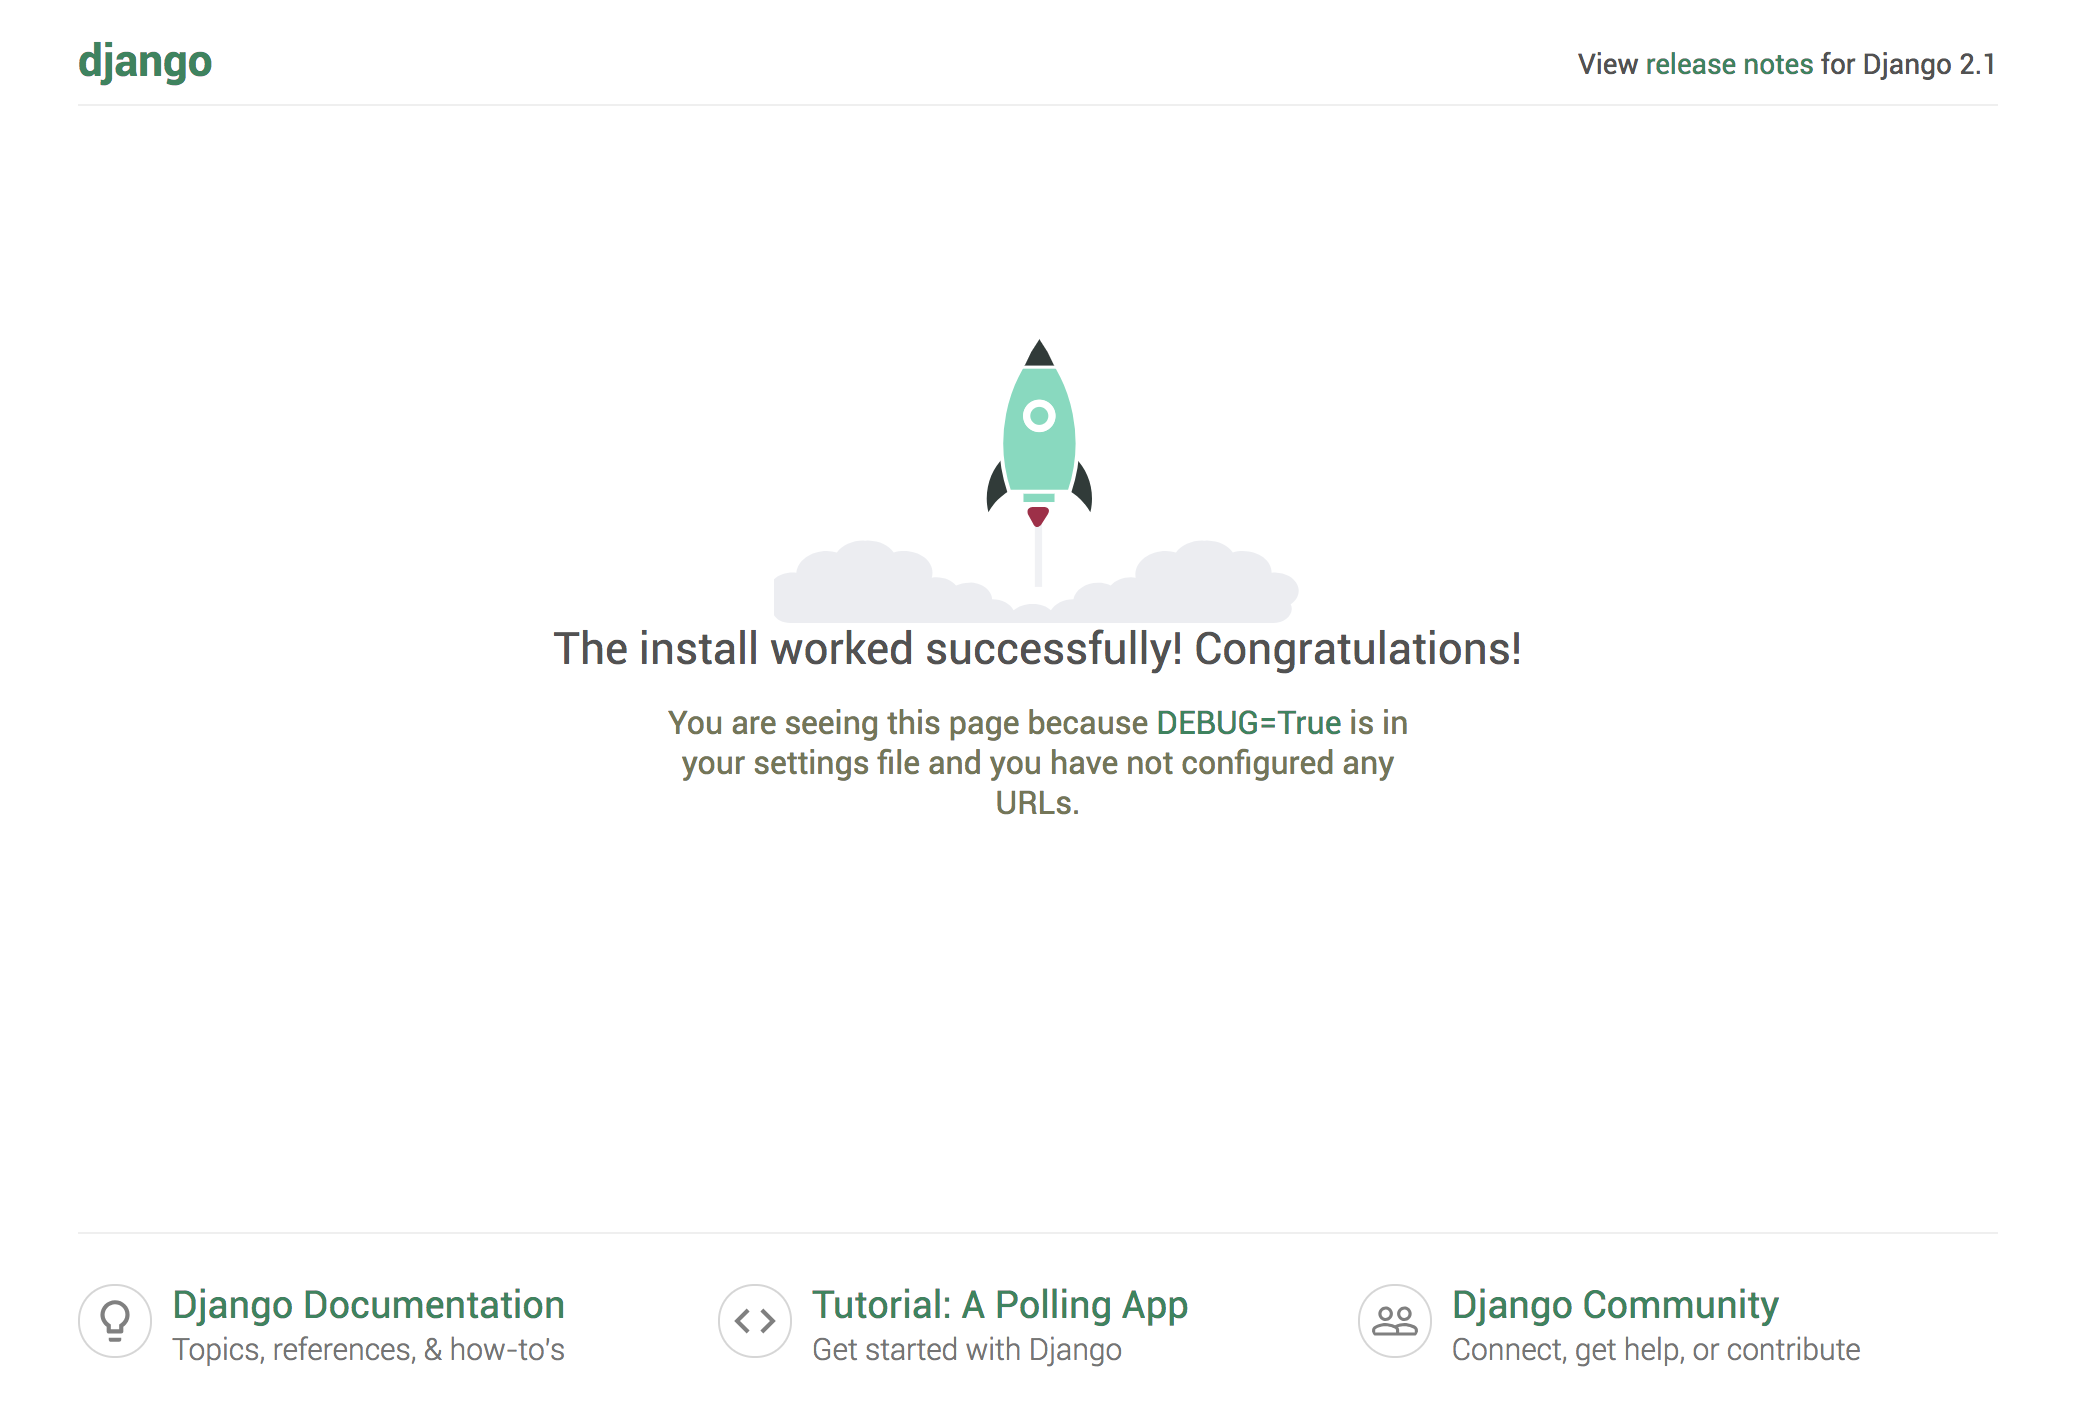 django
View release notes for Django 2.1
The install worked successfully! Congratulations!
You are seeing this page because DEBUG=True is in
your settings file and you have not configured any
URLs.
Django Documentation
Topics, references, & how-to's
Tutorial: A Polling App
Get started with Django
Django Community
Connect, get help, or contribute